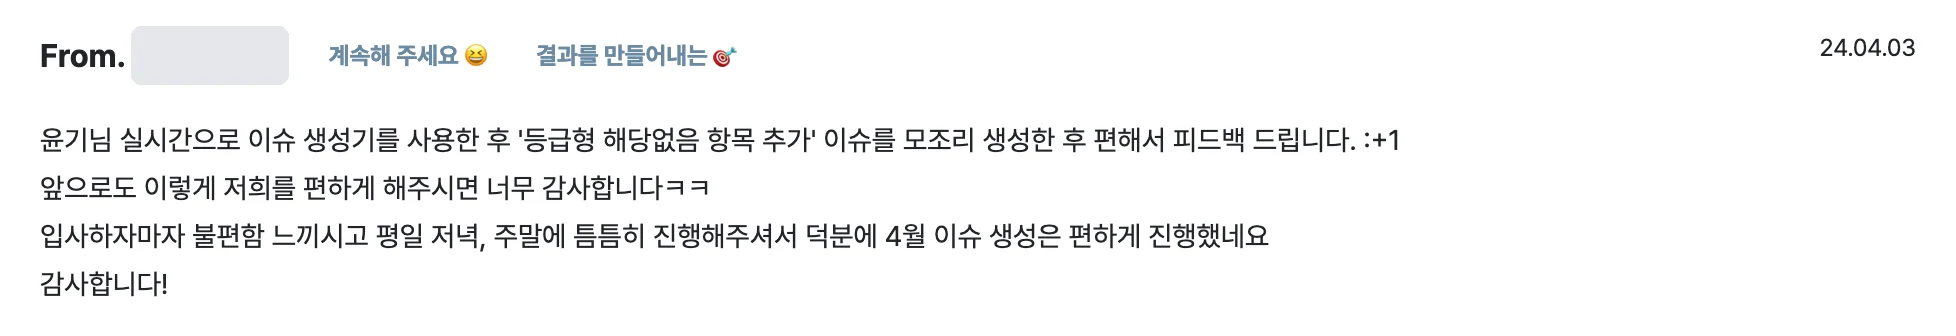 From. 계속해 주세요 😆 결과를 만들어내는 🎯 24.04.03
윤기님 실시간으로 이슈 생성기를 사용한 후 '등급형 해당없음 항목 추가' 이슈를 모조리 생성한 후 편해서 피드백 드립니다. :+1
앞으로도 이렇게 저희를 편하게 해주시면 너무 감사합니다ㅋㅋ
입사하자마자 불편함 느끼시고 평일 저녁, 주말에 틈틈히 진행해주셔서 덕분에 4월 이슈 생성은 편하게 진행했네요
감사합니다!